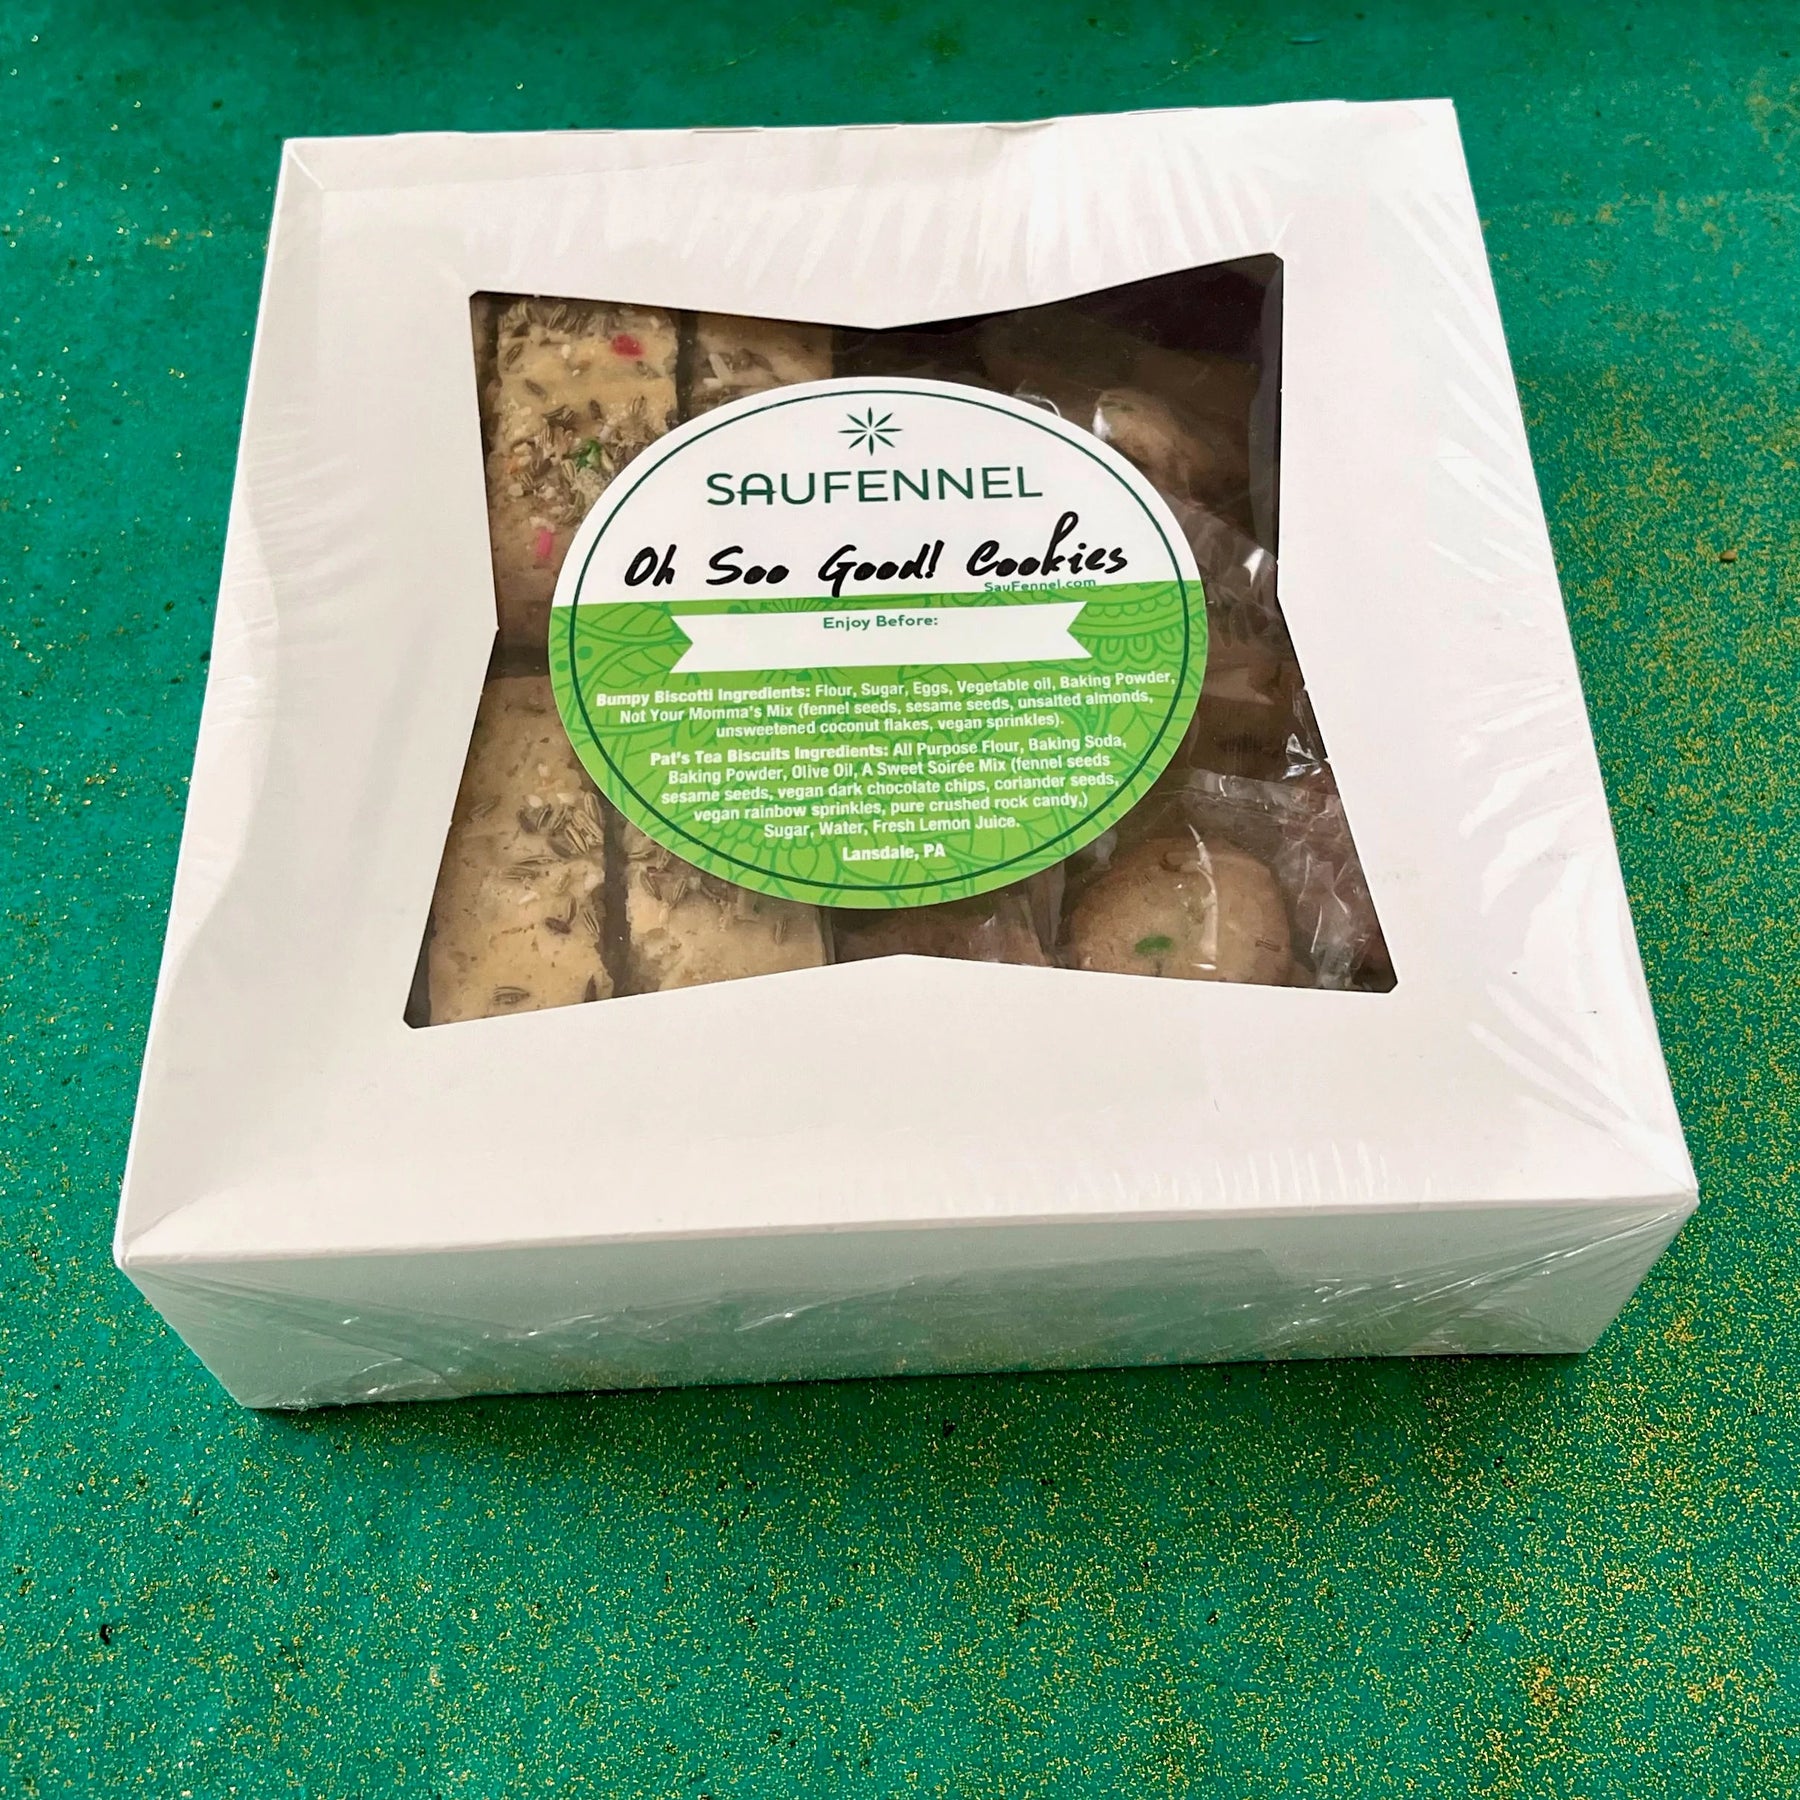 SAUFENNEL
Oh Soo Good! Cookies
SauFennel.com
Enjoy Before:
Bumpy Biscotti Ingredients: Flour, Sugar, Eggs, Vegetable oil, Baking Powder,
Not Your Momma's Mix (fennel seeds, sesame seeds, unsalted almonds,
unsweetened coconut flakes, vegan sprinkles).
Pat's Tea Biscuits Ingredients: All Purpose Flour, Baking Soda,
Baking Powder, Olive Oil, A Sweet Soirée Mix (fennel seeds
sesame seeds, vegan dark chocolate chips, coriander seeds,
vegan rainbow sprinkles, pure crushed rock candy,)
Sugar, Water, Fresh Lemon Juice.
Lansdale, PA